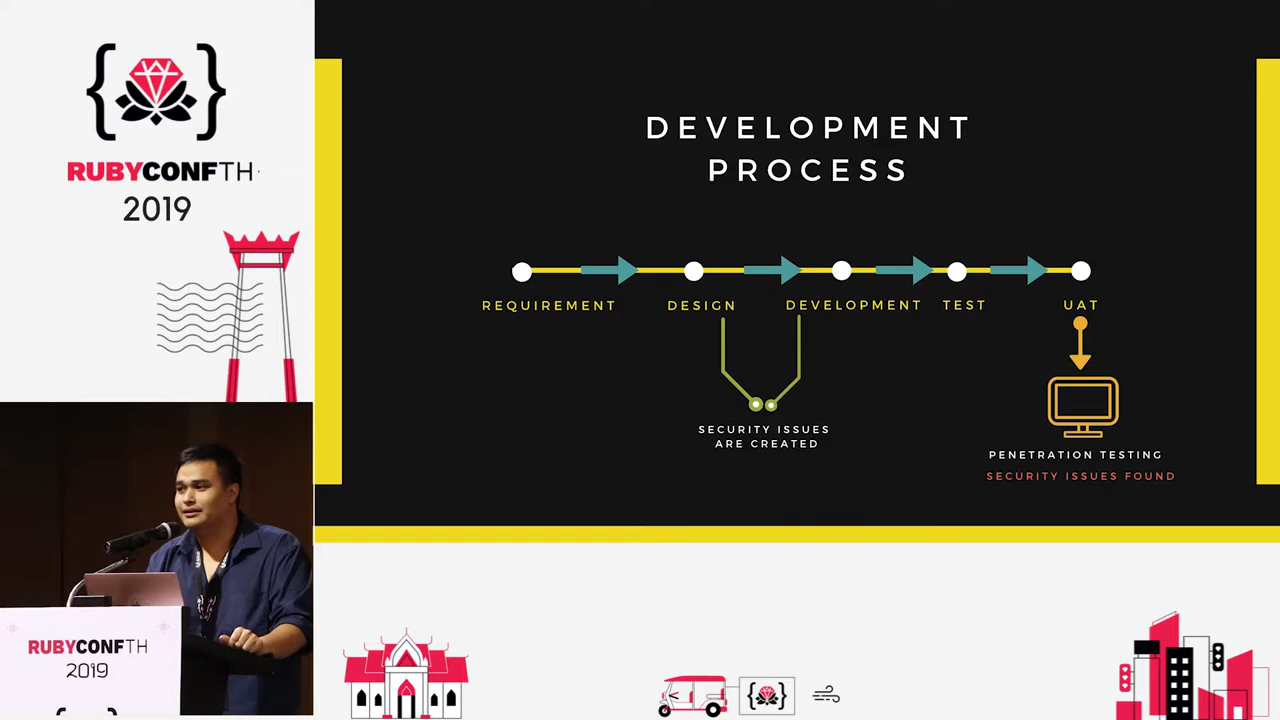 RUBYCONFTH
2019
DEVELOPMENT
PROCESS
REQUIREMENT
DESIGN
DEVELOPMENT
TEST
UAT
SECURITY ISSUES
ARE CREATED
PENETRATION TESTING
SECURITY ISSUES FOUND
RUBYCONFTH
2019